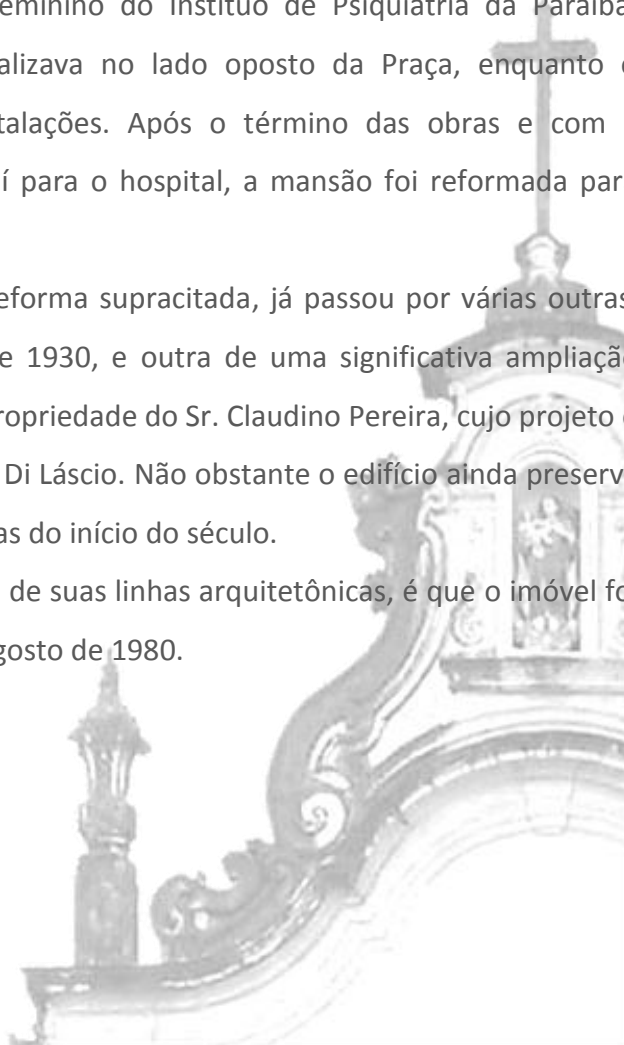 eminino do Instituo de Psiquiatria da Paraíba
alizava no lado oposto da Praça, enquanto
talações. Após o término das obras e com
í para o hospital, a mansão foi reformada par
eforma supracitada, já passou por várias outras
e 1930, e outra de uma significativa ampliação
ropriedade do Sr. Claudino Pereira, cujo projeto
Di Láscio. Não obstante o edifício ainda preserv
as do início do século.
de suas linhas arquitetônicas, é que o imóvel fo
gosto de 1980.